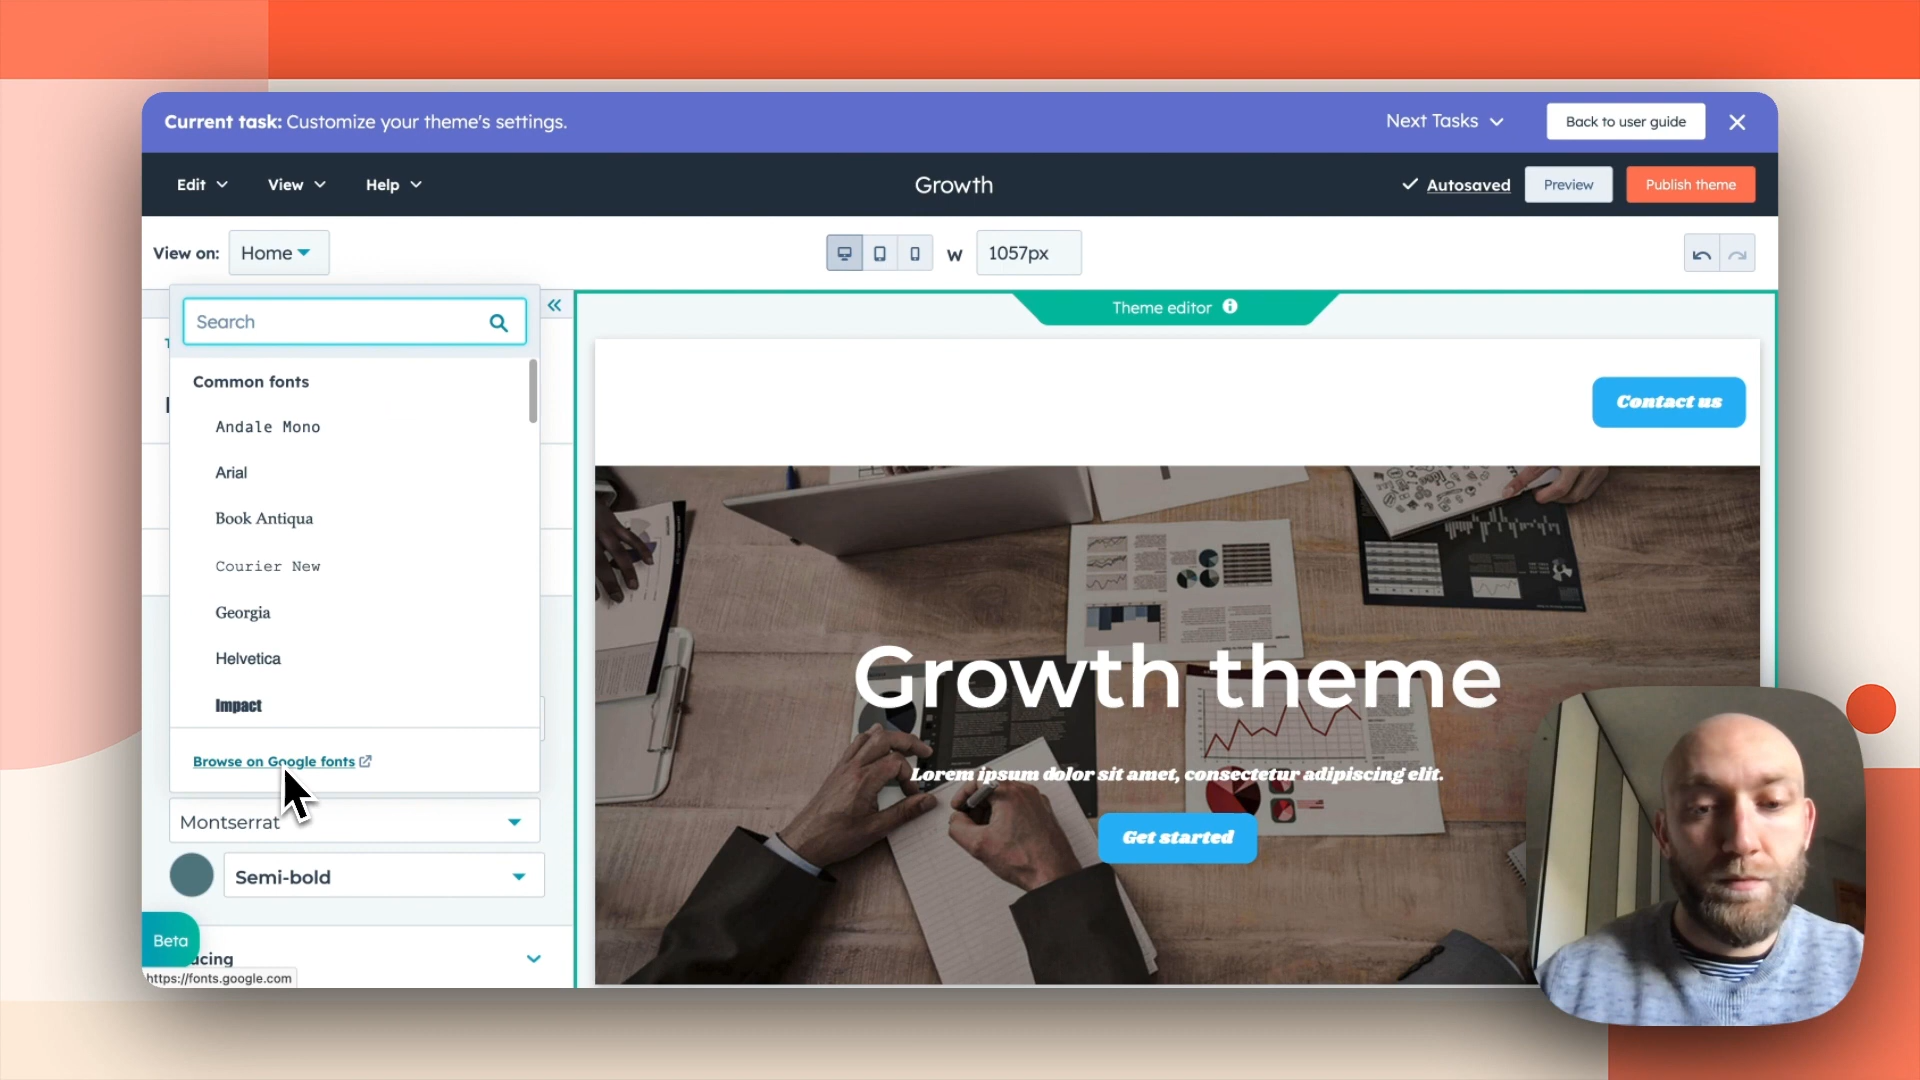 Current task: Customize your theme's settings.
Next Tasks
Back to user guide
Edit
View
Help
Growth
Autosaved
Preview
Publish theme
View on:
Home
W
1057px
Search
Theme editor
Common fonts
Andale Mono
Arial
Book Antiqua
Courier New
Georgia
Helvetica
Impact
Browse on Google fonts
Montserrat
Semi-bold
Beta
acing
https://fonts.google.com
Contact us
Growth theme
Lorem ipsum dolor sit amet, consectetur adipiscing elit.
Get started